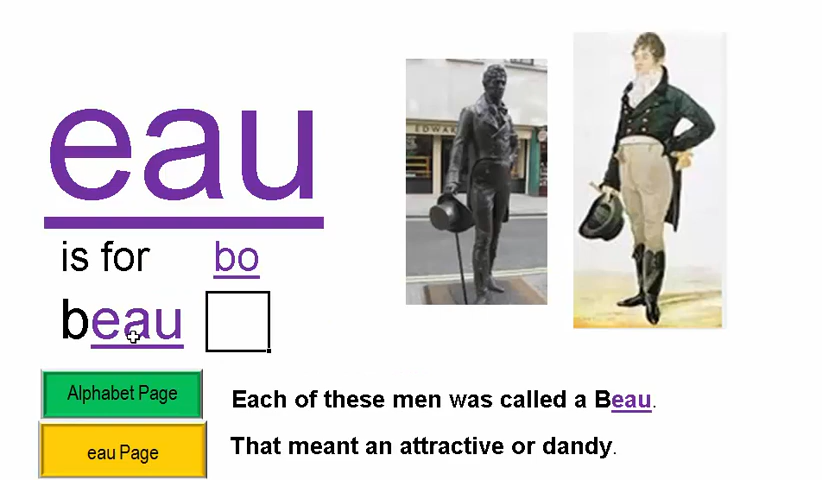 eau
is for bo
beau
Alphabet Page
Each of these men was called a Beau.
eau Page
That meant an attractive or dandy.
EDWAR